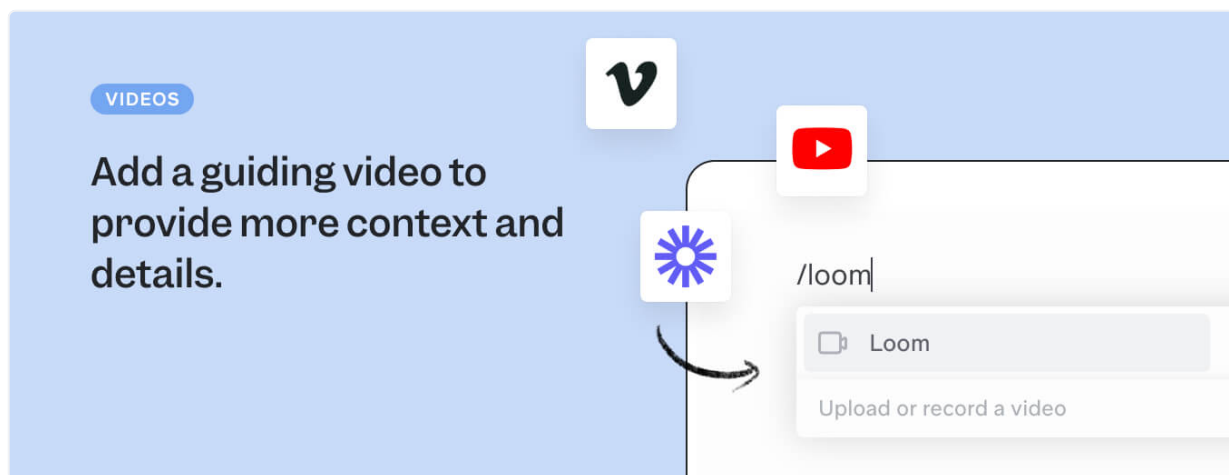 VIDEOS
Add a guiding video to
provide more context and
details.
/loom
Loom
Upload or record a video